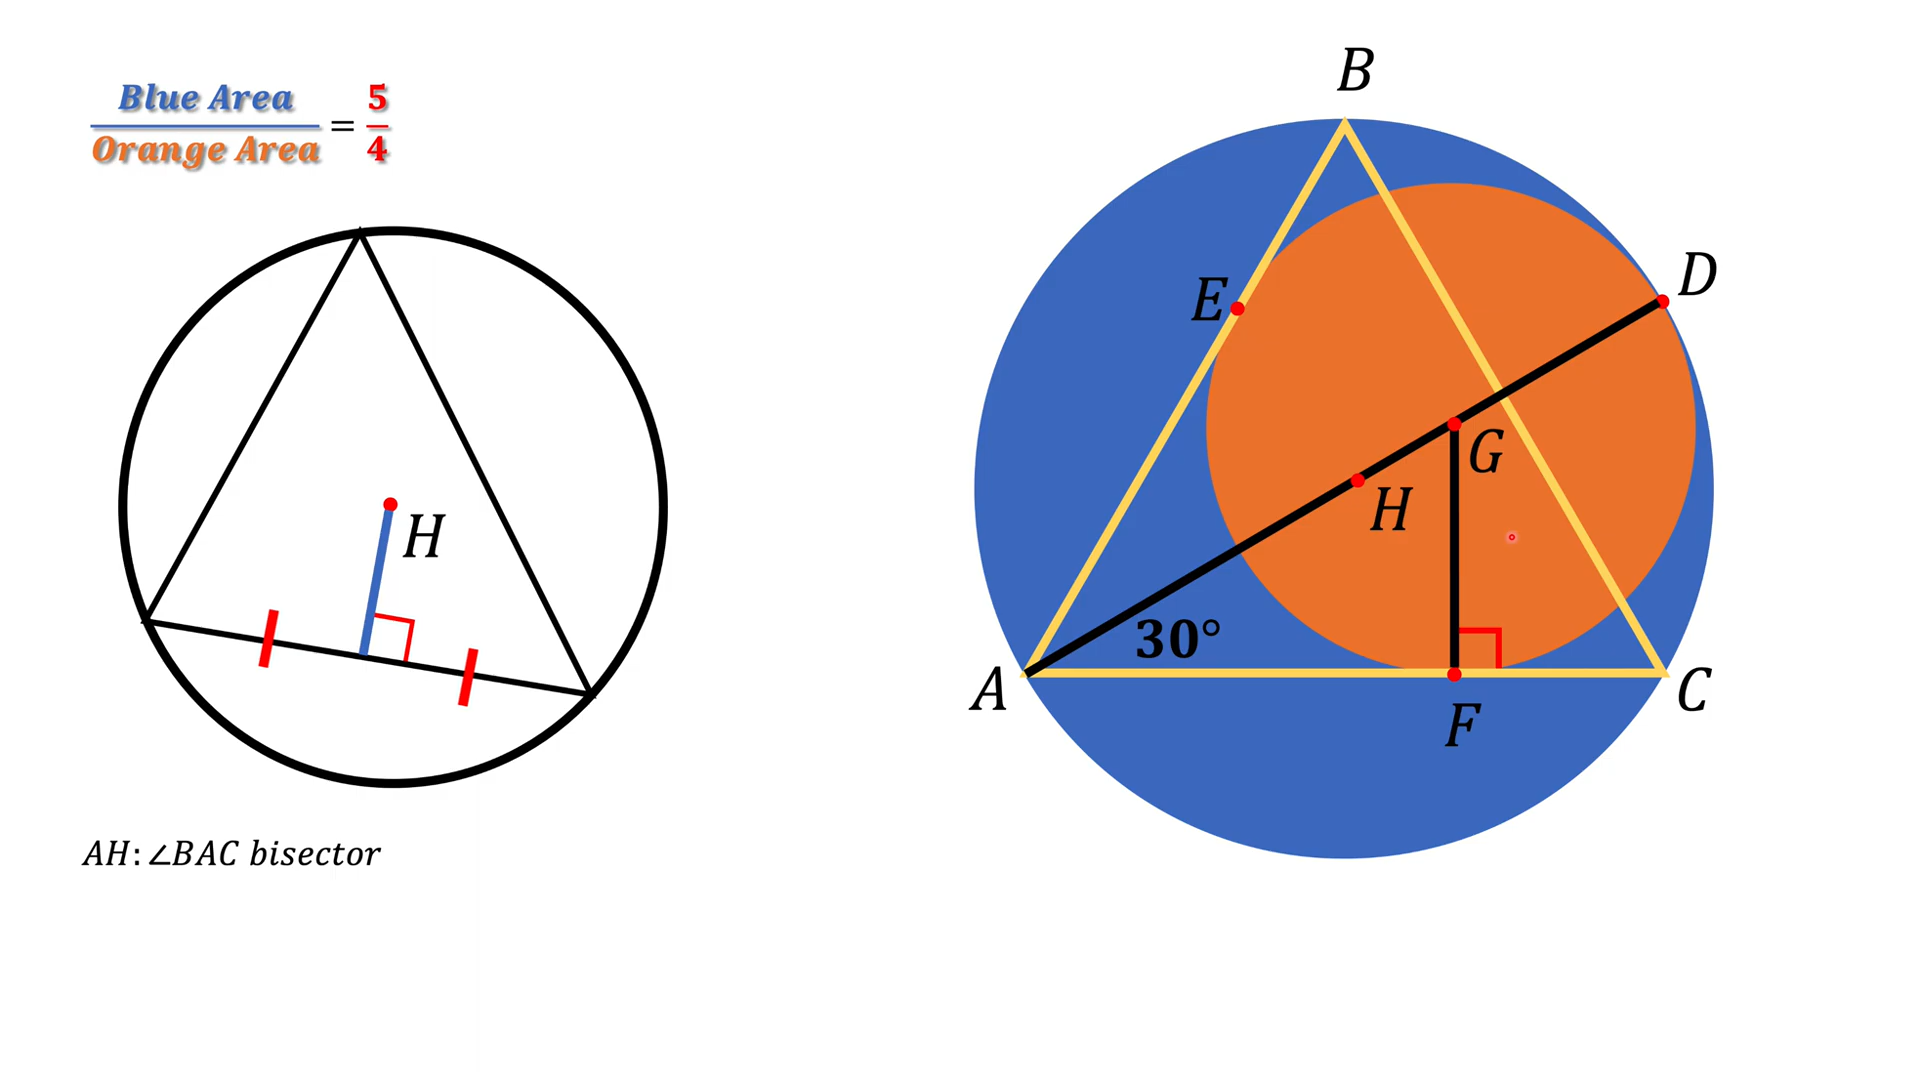 Blue Area / Orange Area = 5/4
H
AH: ∠BAC bisector
B
D
E
G
H
30°
A
C
F